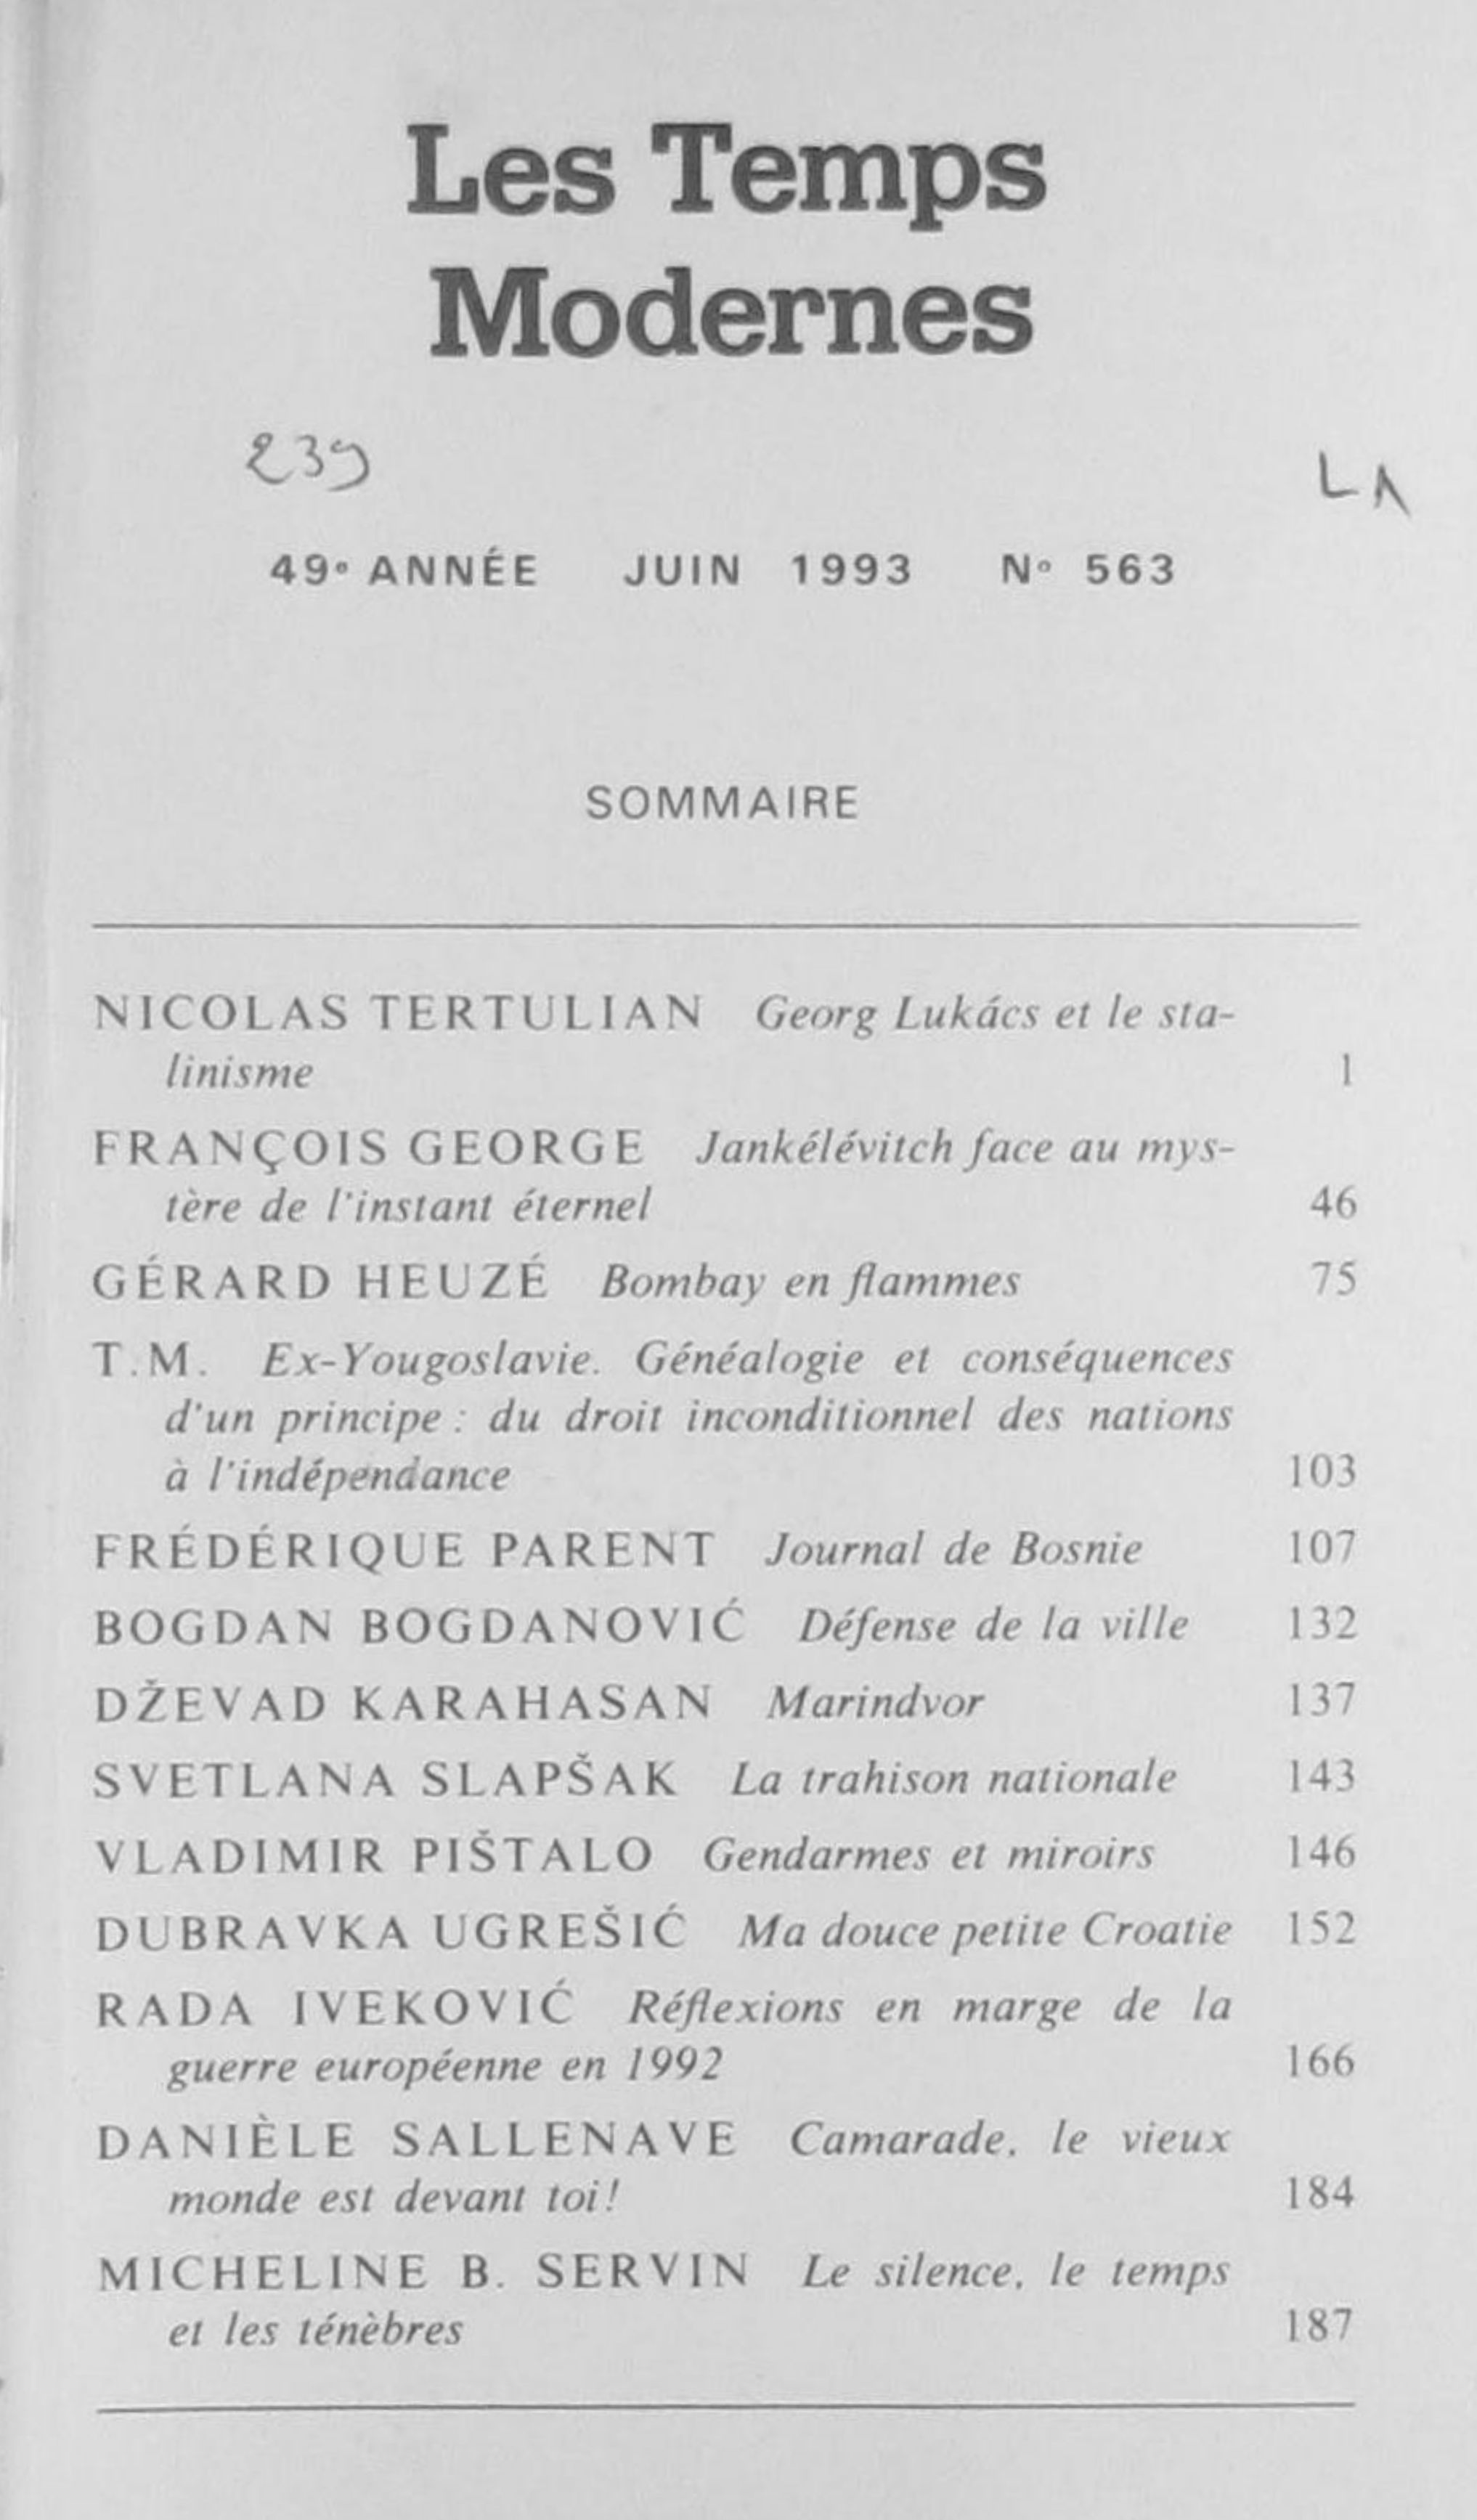 Les Temps
Modernes
239
LA
49e ANNÉE JUIN 1993 N° 563
SOMMAIRE
NICOLAS TERTULIAN Georg Lukács et le sta-
linisme 1
FRANÇOIS GEORGE Jankélévitch face au mys-
tère de l'instant éternel 46
GÉRARD HEUZÉ Bombay en flammes 75
T.M. Ex-Yougoslavie. Généalogie et conséquences
d'un principe : du droit inconditionnel des nations
à l'indépendance 103
FRÉDÉRIQUE PARENT Journal de Bosnie 107
BOGDAN BOGDANOVIĆ Défense de la ville 132
DŽEVAD KARAHASAN Marindvor 137
SVETLANA SLAPŠAK La trahison nationale 143
VLADIMIR PIŠTALO Gendarmes et miroirs 146
DUBRAVKA UGREŠIĆ Ma douce petite Croatie 152
RADA IVEKOVIĆ Réflexions en marge de la
guerre européenne en 1992 166
DANIÈLE SALLENAVE Camarade, le vieux
monde est devant toi! 184
MICHELINE B. SERVIN Le silence, le temps
et les ténèbres 187